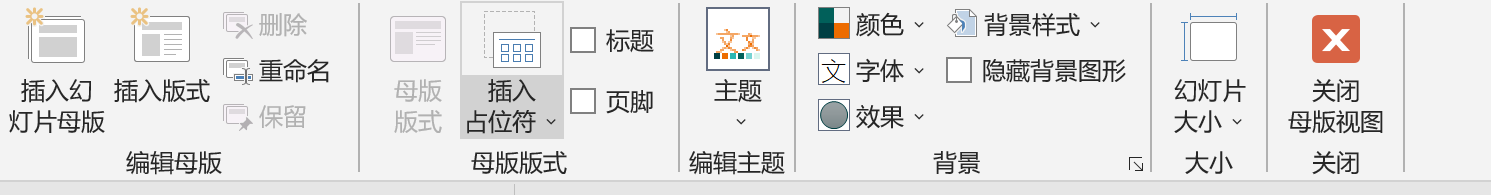 插入幻
灯片母版
插入版式
删除
重命名
保留
编辑母版
母版
版式
插入
占位符
标题
页脚
母版版式
文文
主题
编辑主题
颜色
文 字体
效果
背景样式
隐藏背景图形
背景
幻灯片
大小
大小
关闭
母版视图
关闭